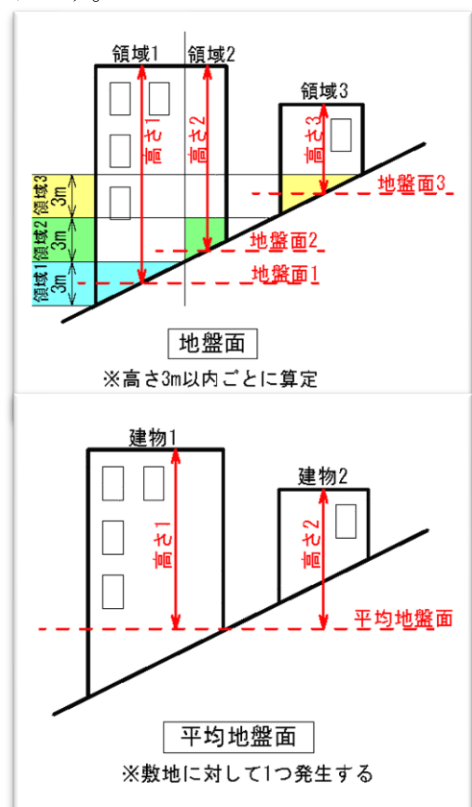 領域1 領域2
領域3
高さ1
高さ2
高さ3
領域3
3m
領域2
3m
領域1
3m
地盤面3
地盤面2
地盤面1
地盤面
※高さ3m以内ごとに算定
建物1
建物2
高さ1
高さ2
平均地盤面
平均地盤面
※敷地に対して1つ発生する